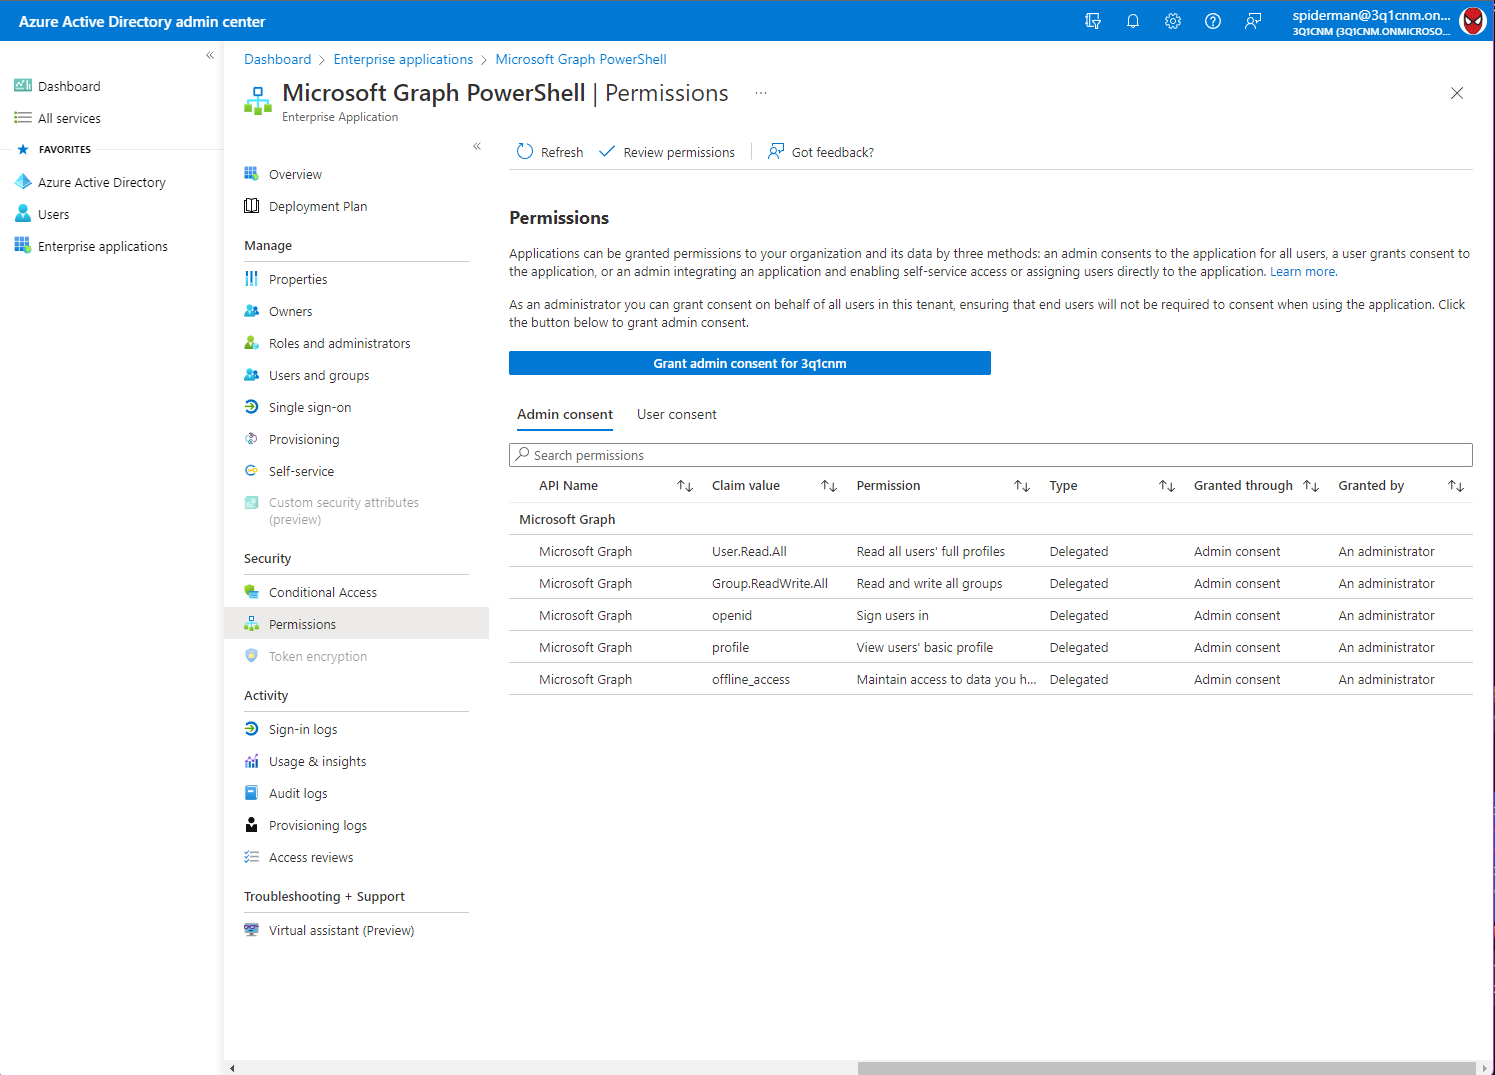 Azure Active Directory admin center
spiderman@3q1cnm.on...
3Q1CNM (3Q1CNM.ONMICROSO...
Dashboard
All services
FAVORITES
Azure Active Directory
Users
Enterprise applications
Dashboard > Enterprise applications > Microsoft Graph PowerShell
Microsoft Graph PowerShell | Permissions ...
Enterprise Application
Overview
Deployment Plan
Manage
Properties
Owners
Roles and administrators
Users and groups
Single sign-on
Provisioning
Self-service
Custom security attributes
(preview)
Security
Conditional Access
Permissions
Token encryption
Activity
Sign-in logs
Usage & insights
Audit logs
Provisioning logs
Access reviews
Troubleshooting + Support
Virtual assistant (Preview)
Refresh Review permissions Got feedback?
Permissions
Applications can be granted permissions to your organization and its data by three methods: an admin consents to the application for all users, a user grants consent to
the application, or an admin integrating an application and enabling self-service access or assigning users directly to the application. Learn more.
As an administrator you can grant consent on behalf of all users in this tenant, ensuring that end users will not be required to consent when using the application. Click
the button below to grant admin consent.
Grant admin consent for 3q1cnm
Admin consent User consent
Search permissions
API Name Claim value Permission Type Granted through Granted by
Microsoft Graph
Microsoft Graph User.Read.All Read all users' full profiles Delegated Admin consent An administrator
Microsoft Graph Group.ReadWrite.All Read and write all groups Delegated Admin consent An administrator
Microsoft Graph openid Sign users in Delegated Admin consent An administrator
Microsoft Graph profile View users' basic profile Delegated Admin consent An administrator
Microsoft Graph offline_access Maintain access to data you h... Delegated Admin consent An administrator